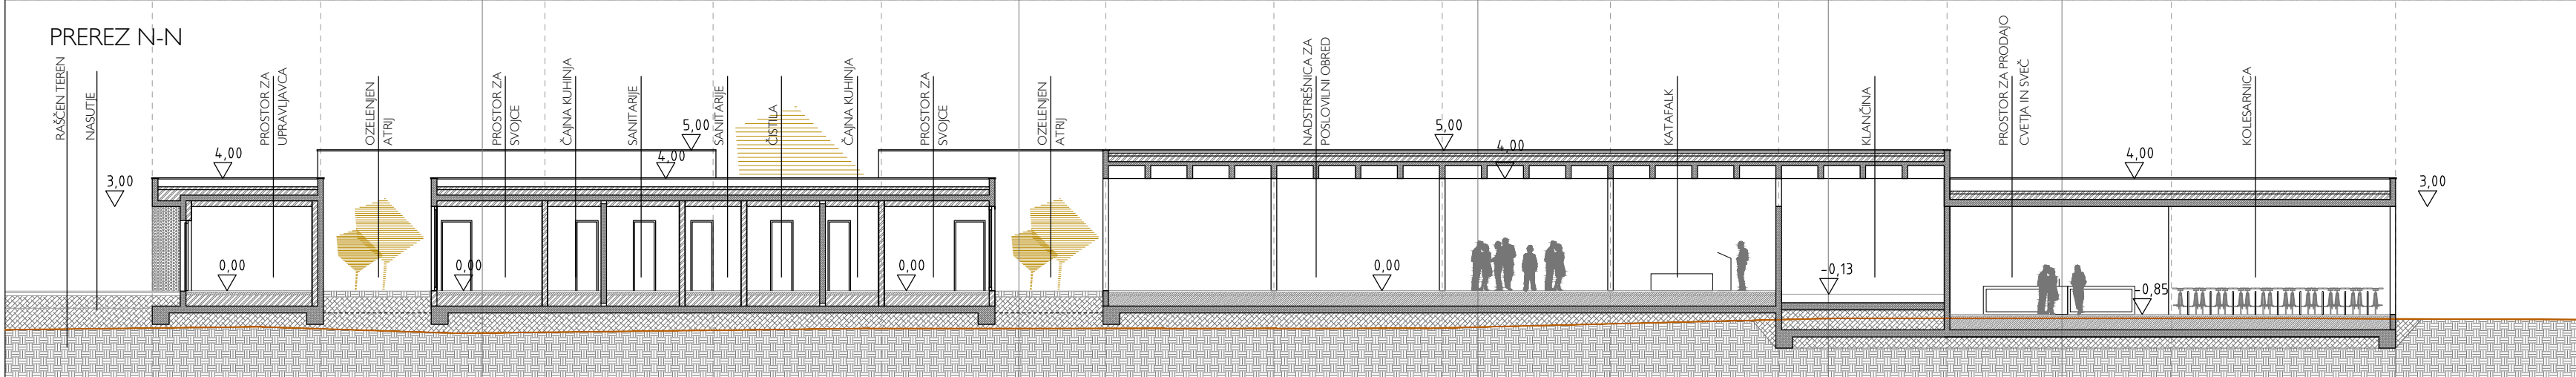 PREREZ N-N
RAŠČEN TEREN
NASUTJE
PROSTOR ZA
UPRAVLJAVCA
OZELENJEN
ATRIJ
PROSTOR ZA
SVOJCE
ČAJNA KUHINJA
SANITARIJE
SANITARIJE
ČISTILA
ČAJNA KUHINJA
PROSTOR ZA
SVOJCE
OZELENJEN
ATRIJ
NADSTREŠNICA ZA
POSLOVILNI OBRED
KATAFALK
KLANČINA
PROSTOR ZA PRODAJO
CVETJA IN SVEČ
KOLESARNICA
3,00
4,00
5,00
4,00
5,00
4,00
4,00
3,00
0,00
0,00
0,00
0,00
-0,13
-0,85